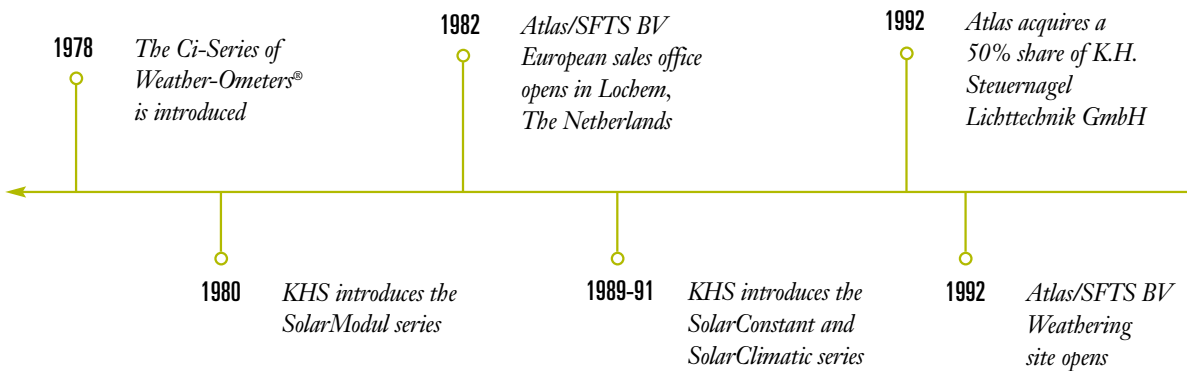 1978
The Ci-Series of
Weather-Ometers®
is introduced
1982
Atlas/SFTS BV
European sales office
opens in Lochem,
The Netherlands
1992
Atlas acquires a
50% share of K.H.
Steuernagel
Lichttechnik GmbH
1980
KHS introduces the
SolarModul series
1989-91
KHS introduces the
SolarConstant and
SolarClimatic series
1992
Atlas/SFTS BV
Weathering
site opens